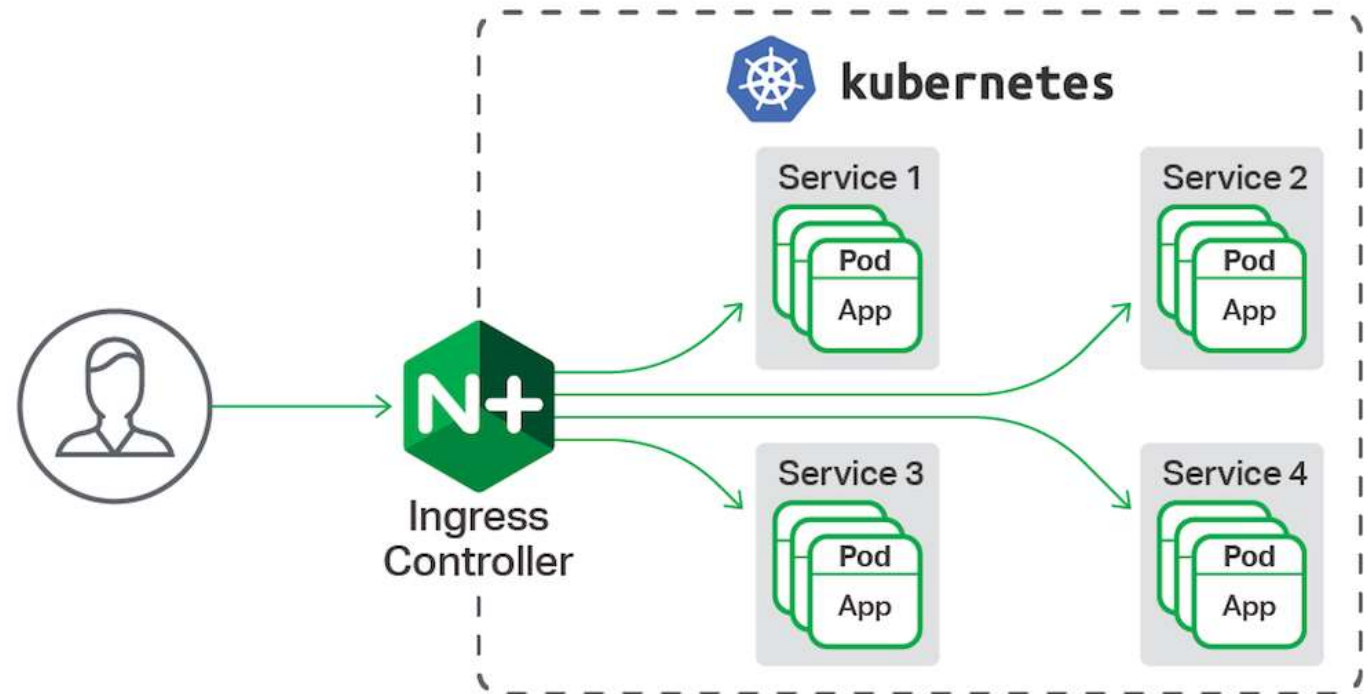 kubernetes
Service 1
Pod
App
Service 2
Pod
App
N+
Ingress
Controller
Service 3
Pod
App
Service 4
Pod
App